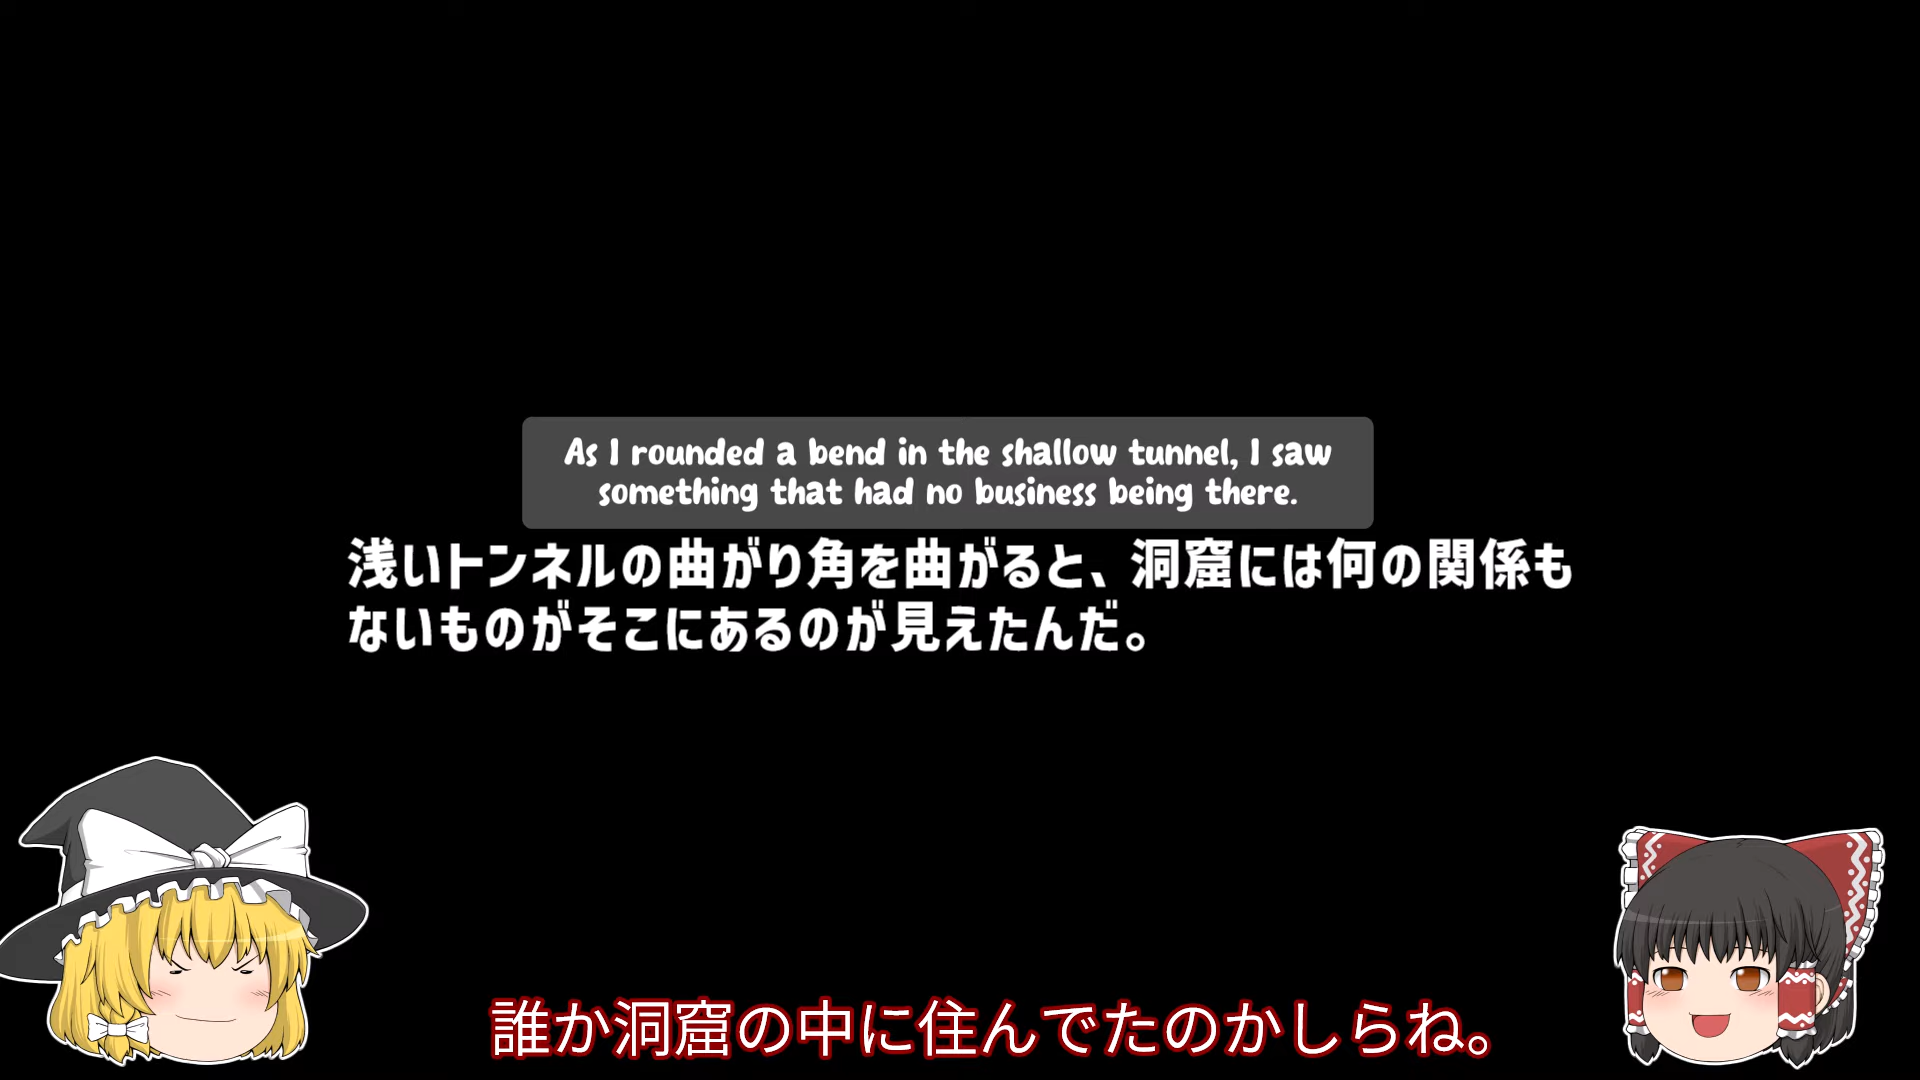 As I rounded a bend in the shallow tunnel, I saw
something that had no business being there.
浅いトンネルの曲がり角を曲がると、洞窟には何の関係も
ないものがそこにあるのが見えたんだ。
誰か洞窟の中に住んでたのかしらね。